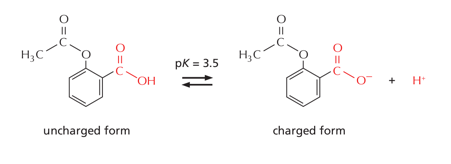 O O
H₃C O O H₃C O O
C C C C
OH pK = 3.5 O⁻ + H⁺
uncharged form charged form